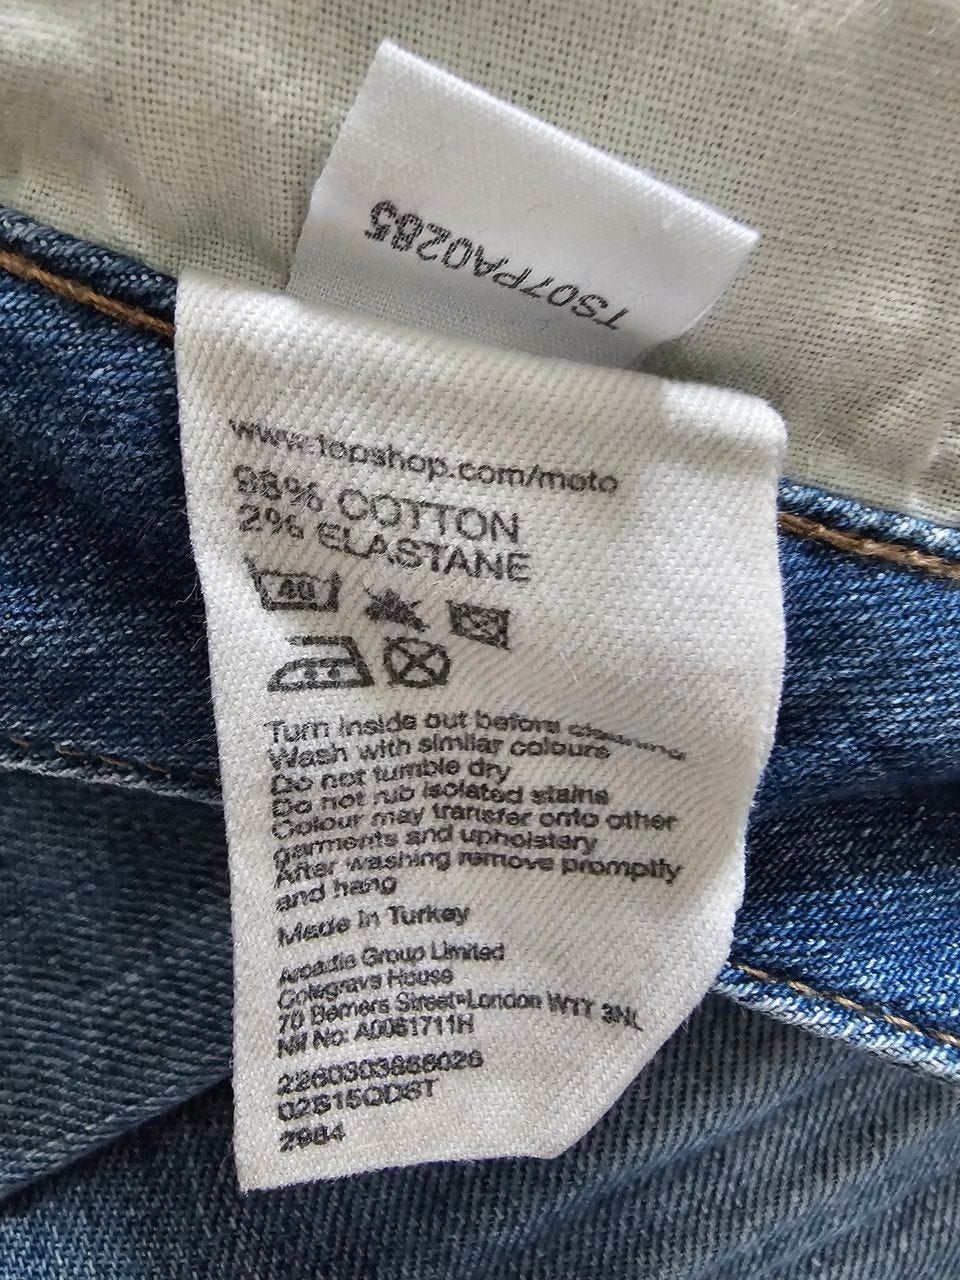 TS07PA0285
www.topshop.com/moto
98% COTTON
2% ELASTANE
40
Turn inside out before cleaning
Wash with similar colours
Do not tumble dry
Do not rub isolated stains
Colour may transfer onto other
garments and upholstery
After washing remove promptly
and hang
Made in Turkey
Arcadia Group Limited
Colegrave House
70 Berners Street•London W1T 3NL
Nif No: A0061711H
02S15QDST
2984